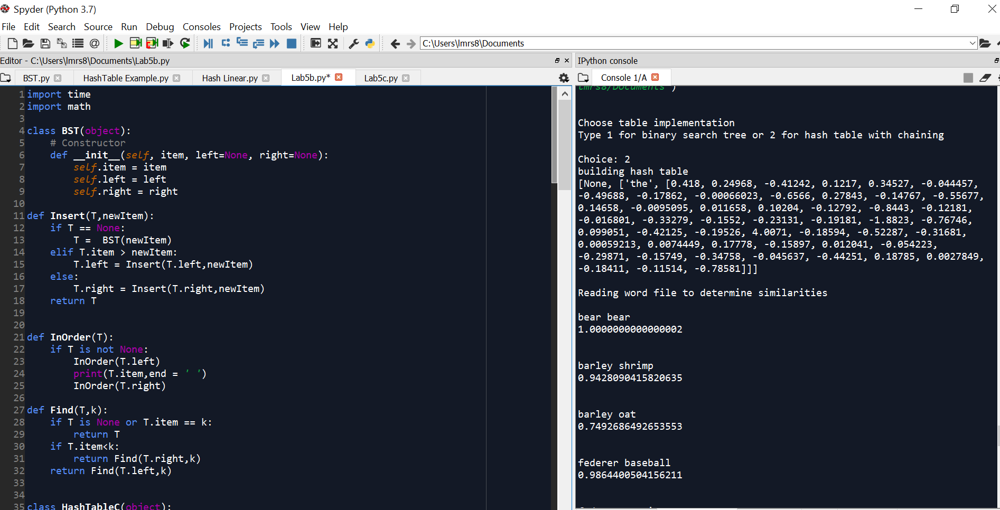 Spyder (Python 3.7)
File Edit Search Source Run Debug Consoles Projects Tools View Help
C:\Users\lmrs8\Documents
Editor - C:\Users\lmrs8\Documents\Lab5b.py
BST.py HashTable Example.py Hash Linear.py Lab5b.py* Lab5c.py
1 import time
2 import math
3
4 class BST(object):
5     # Constructor
6     def __init__(self, item, left=None, right=None):
7         self.item = item
8         self.left = left
9         self.right = right
10
11 def Insert(T,newItem):
12     if T == None:
13         T =  BST(newItem)
14     elif T.item > newItem:
15         T.left = Insert(T.left,newItem)
16     else:
17         T.right = Insert(T.right,newItem)
18     return T
19
20
21 def InOrder(T):
22     if T is not None:
23         InOrder(T.left)
24         print(T.item,end = ' ')
25         InOrder(T.right)
26
27 def Find(T,k):
28     if T is None or T.item == k:
29         return T
30     if T.item<k:
31         return Find(T.right,k)
32     return Find(T.left,k)
33
34
35 class HashTableC(object):
IPython console
Console 1/A
lmrs8/Documents')
Choose table implementation
Type 1 for binary search tree or 2 for hash table with chaining
Choice: 2
building hash table
[None, ['the', [0.418, 0.24968, -0.41242, 0.1217, 0.34527, -0.044457,
-0.49688, -0.17862, -0.00066023, -0.6566, 0.27843, -0.14767, -0.55677,
0.14658, -0.0095095, 0.011658, 0.10204, -0.12792, -0.8443, -0.12181,
-0.016801, -0.33279, -0.1552, -0.23131, -0.19181, -1.8823, -0.76746,
0.099051, -0.42125, -0.19526, 4.0071, -0.18594, -0.52287, -0.31681,
0.00059213, 0.0074449, 0.17778, -0.15897, 0.012041, -0.054223,
-0.29871, -0.15749, -0.34758, -0.045637, -0.44251, 0.18785, 0.0027849,
-0.18411, -0.11514, -0.78581]]]
Reading word file to determine similarities
bear bear
1.0000000000000002
barley shrimp
0.9428090415820635
barley oat
0.7492686492653553
federer baseball
0.9864400504156211